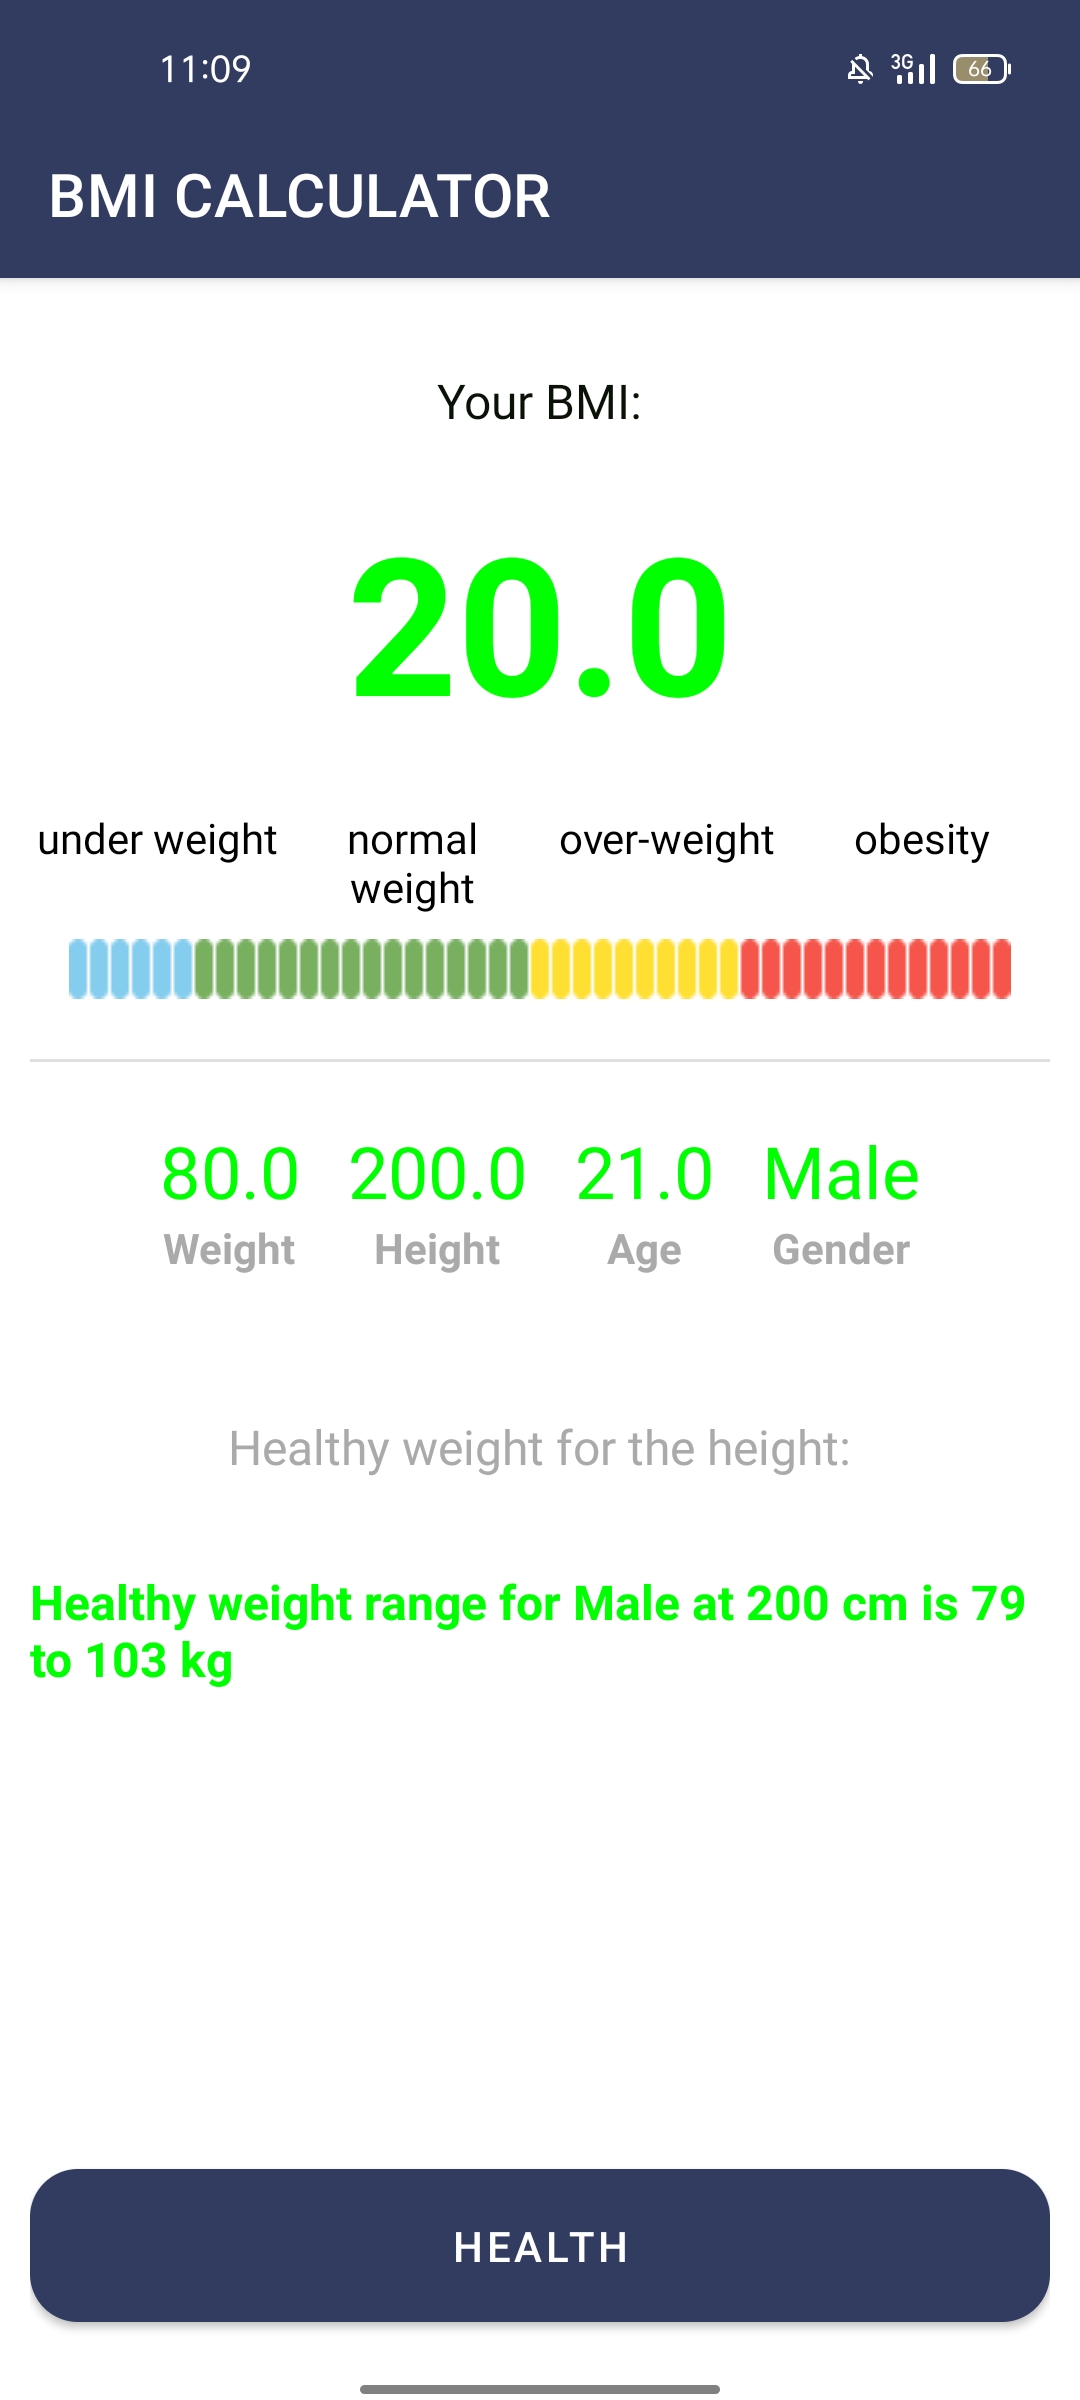 11:09
3G
66
BMI CALCULATOR
Your BMI:
20.0
under weight
normal
weight
over-weight
obesity
80.0 200.0 21.0 Male
Weight Height Age Gender
Healthy weight for the height:
Healthy weight range for Male at 200 cm is 79
to 103 kg
HEALTH